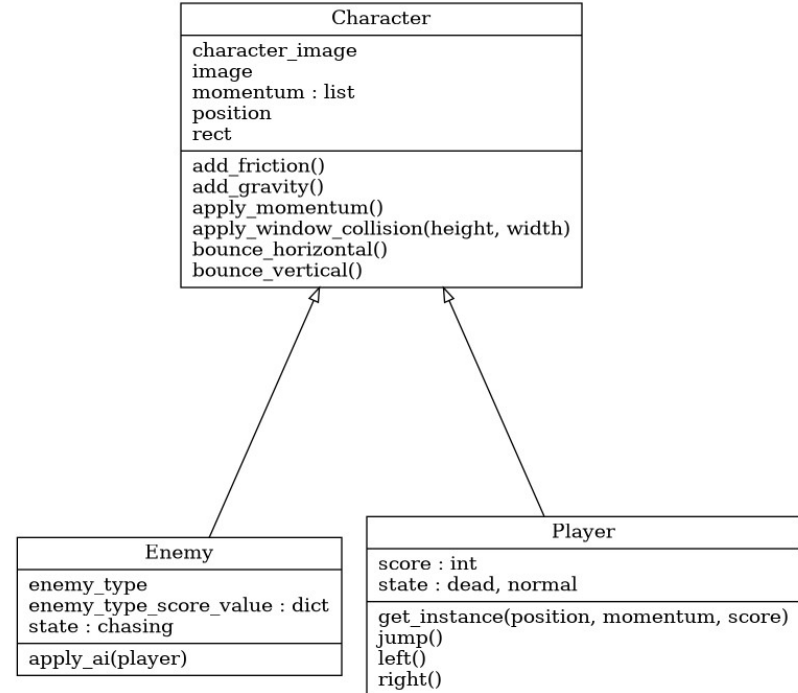 Character
character_image
image
momentum : list
position
rect
add_friction()
add_gravity()
apply_momentum()
apply_window_collision(height, width)
bounce_horizontal()
bounce_vertical()
Enemy
enemy_type
enemy_type_score_value : dict
state : chasing
apply_ai(player)
Player
score : int
state : dead, normal
get_instance(position, momentum, score)
jump()
left()
right()